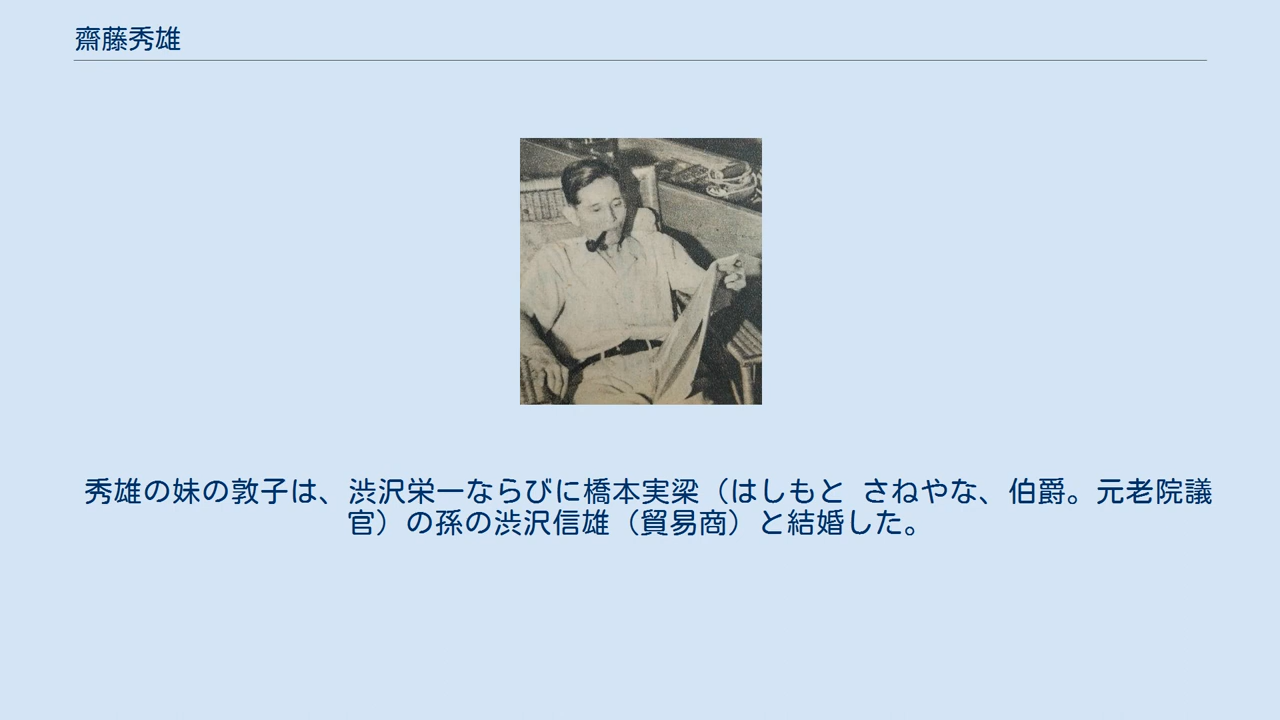 齋藤秀雄
秀雄の妹の敦子は、渋沢栄一ならびに橋本実梁（はしもと さねやな、伯爵。元老院議
官）の孫の渋沢信雄（貿易商）と結婚した。